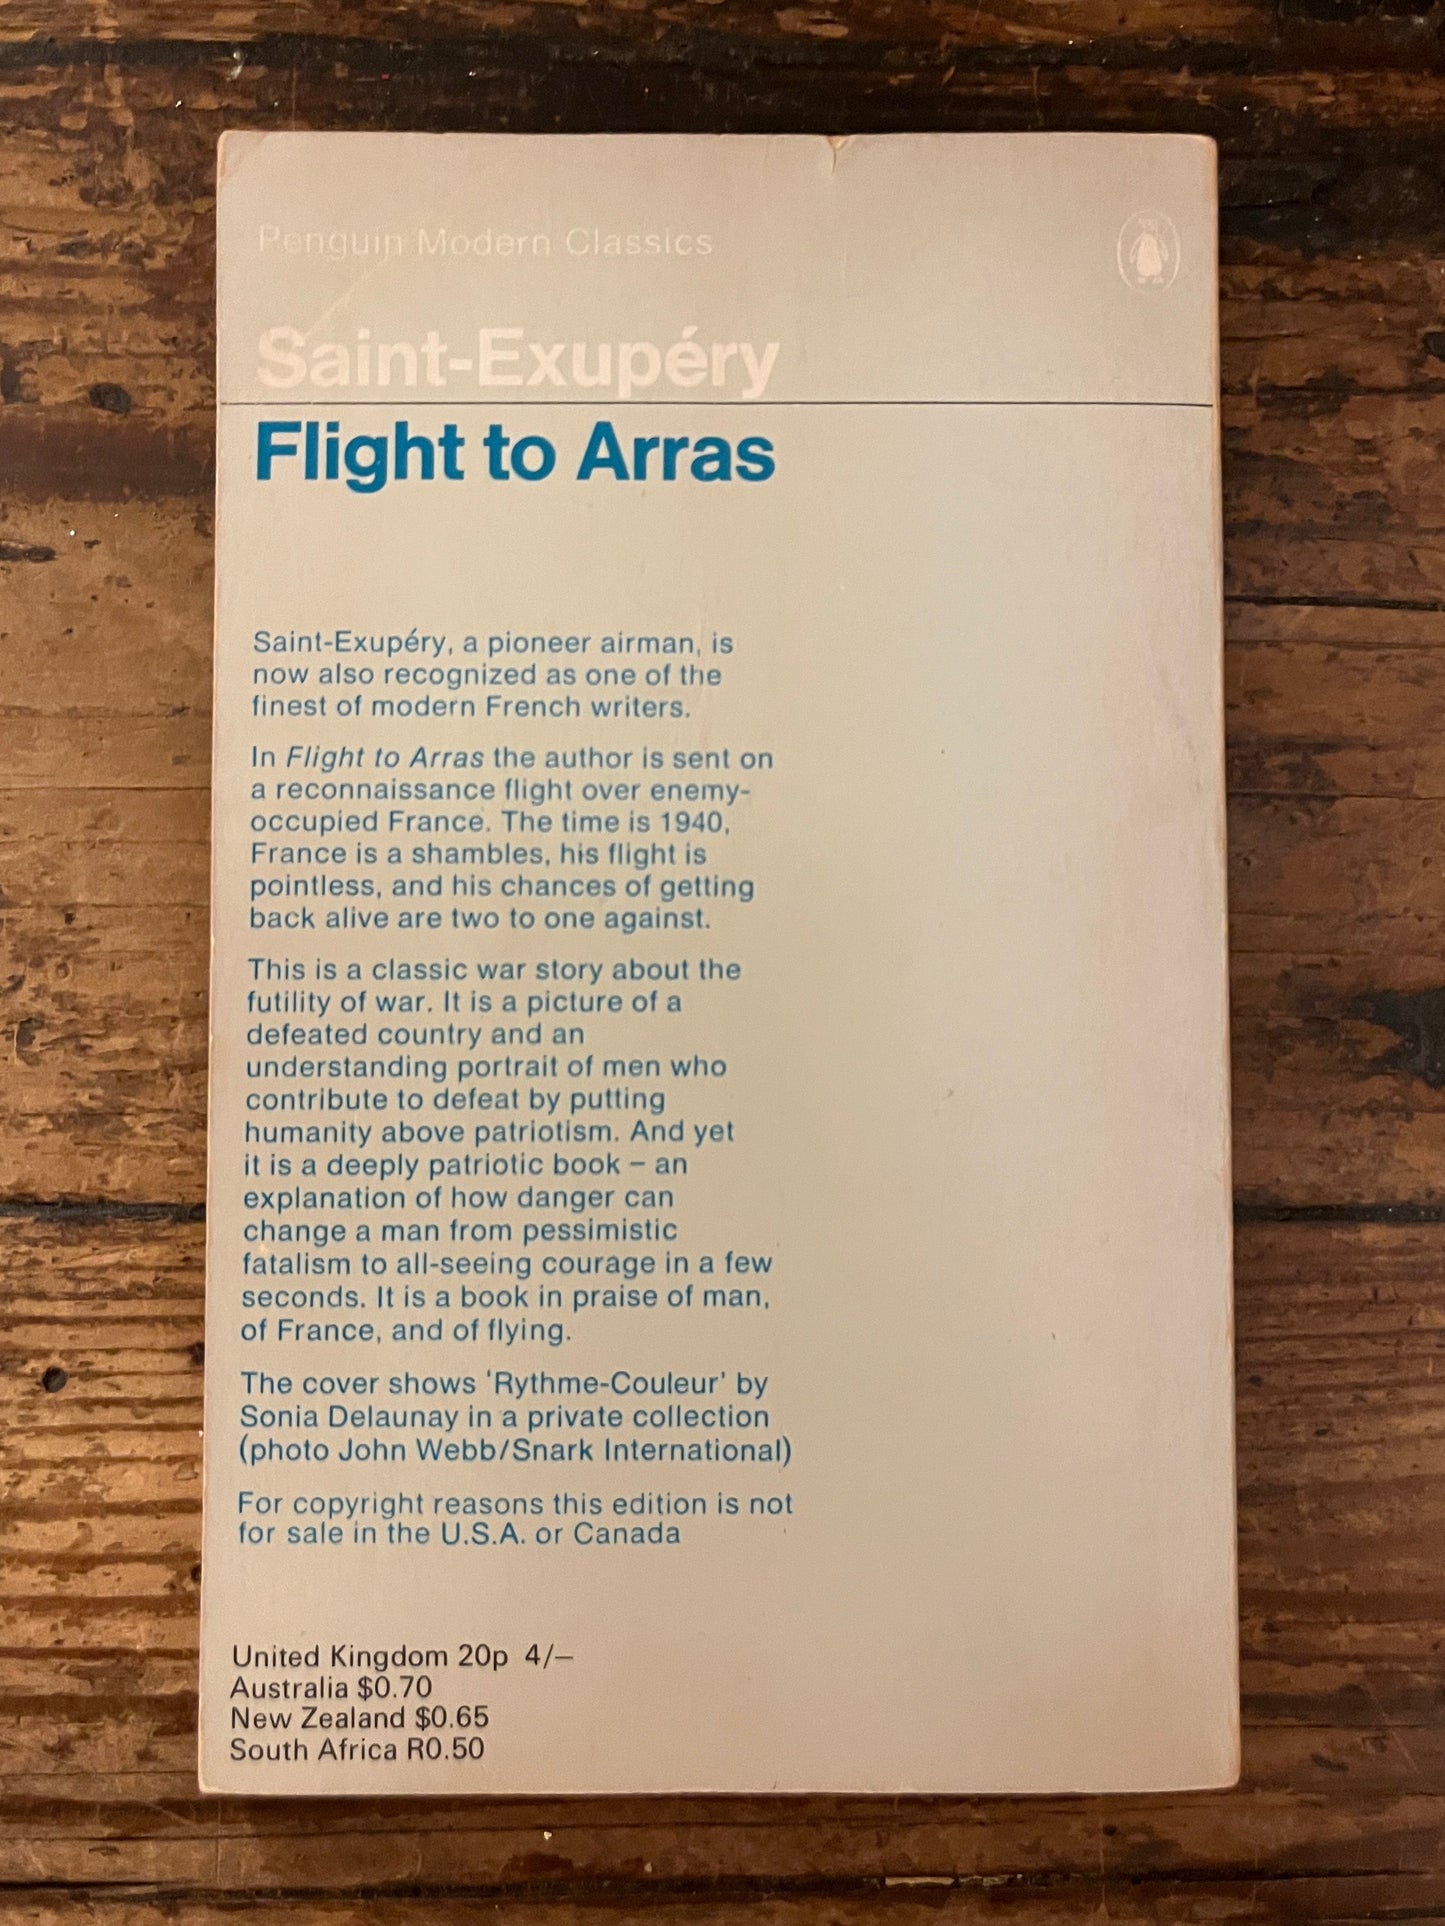 Penguin Modern Classics
Saint-Exupéry
Flight to Arras
Saint-Exupéry, a pioneer airman, is
now also recognized as one of the
finest of modern French writers.
In Flight to Arras the author is sent on
a reconnaissance flight over enemy-
occupied France. The time is 1940,
France is a shambles, his flight is
pointless, and his chances of getting
back alive are two to one against.
This is a classic war story about the
futility of war. It is a picture of a
defeated country and an
understanding portrait of men who
contribute to defeat by putting
humanity above patriotism. And yet
it is a deeply patriotic book – an
explanation of how danger can
change a man from pessimistic
fatalism to all-seeing courage in a few
seconds. It is a book in praise of man,
of France, and of flying.
The cover shows ‘Rythme-Couleur’ by
Sonia Delaunay in a private collection
(photo John Webb/Snark International)
For copyright reasons this edition is not
for sale in the U.S.A. or Canada
United Kingdom 20p 4/–
Australia $0.70
New Zealand $0.65
South Africa R0.50